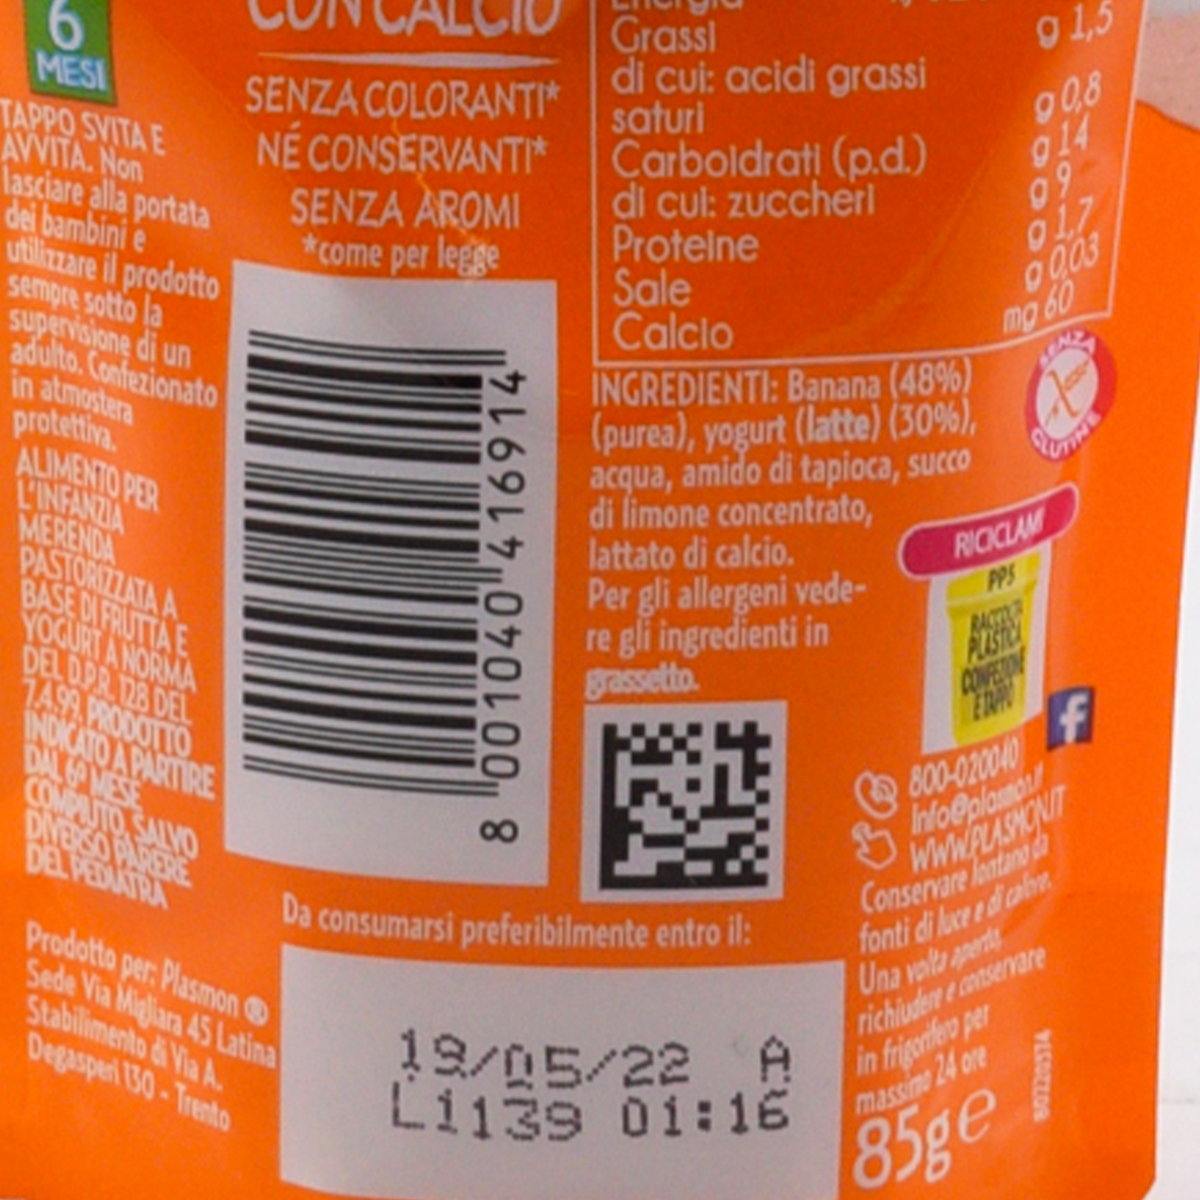 6
MESI
TAPPO SVITA E
AVVITA. Non
lasciare alla portata
dei bambini e
utilizzare il prodotto
sempre sotto la
supervisione di un
adulto. Confezionato
in atmosfera
protettiva.
ALIMENTO PER
L'INFANZIA
MERENDA
PASTORIZZATA A
BASE DI FRUTTA E
YOGURT A NORMA
DEL D.P.R. 128 DEL
7.4.99. PRODOTTO
INDICATO A PARTIRE
DAL 6º MESE
COMPIUTO, SALVO
DIVERSO PARERE
DEL PEDIATRA
Prodotto per: Plasmon ®
Sede Via Migliara 45 Latina
Stabilimento di Via A.
Degasperi 130 - Trento
CON CALCIO
SENZA COLORANTI*
NÉ CONSERVANTI*
SENZA AROMI
*come per legge
8 001040 416914
Da consumarsi preferibilmente entro il:
19/05/22 A
L1139 01:16
Energia
Grassi g 1,5
di cui: acidi grassi
saturi g 0,8
Carboidrati (p.d.) g 14
di cui: zuccheri g 9
Proteine g 1,7
Sale g 0,03
Calcio mg 60
INGREDIENTI: Banana (48%)
(purea), yogurt (latte) (30%),
acqua, amido di tapioca, succo
di limone concentrato,
lattato di calcio.
Per gli allergeni vede-
re gli ingredienti in
grassetto.
SENZA
GLUTINE
RICICLAMI
PP5
RACCOLTA
PLASTICA
CONFEZIONE
E TAPPO
f
800-020040
Info@plasmon.it
WWW.PLASMON.IT
Conservare lontano da
fonti di luce e di calore.
Una volta aperto,
richiudere e conservare
in frigorifero per
massimo 24 ore
85g e
80220374